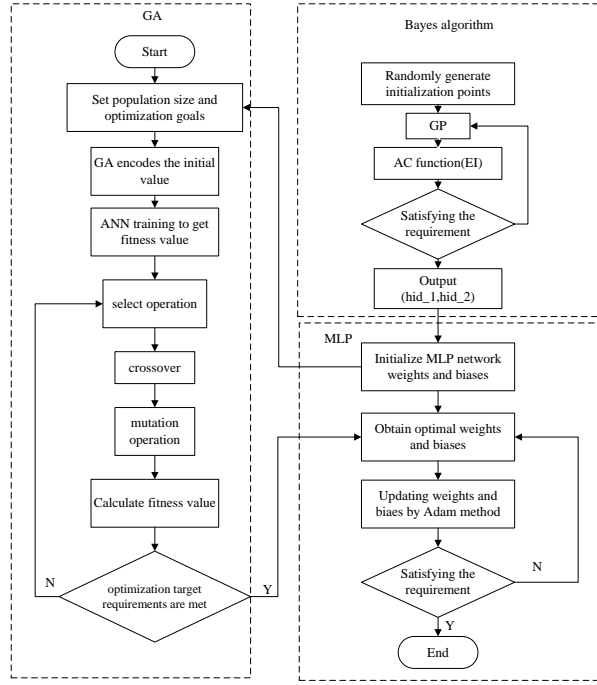 GA
Start
Set population size and
optimization goals
GA encodes the initial
value
ANN training to get
fitness value
select operation
crossover
mutation
operation
Calculate fitness value
optimization target
requirements are met
N
Y
Bayes algorithm
Randomly generate
initialization points
GP
AC function(EI)
Satisfying the
requirement
Output
(hid_1,hid_2)
MLP
Initialize MLP network
weights and biases
Obtain optimal weights
and biases
Updating weights and
biaes by Adam method
Satisfying the
requirement
N
Y
End